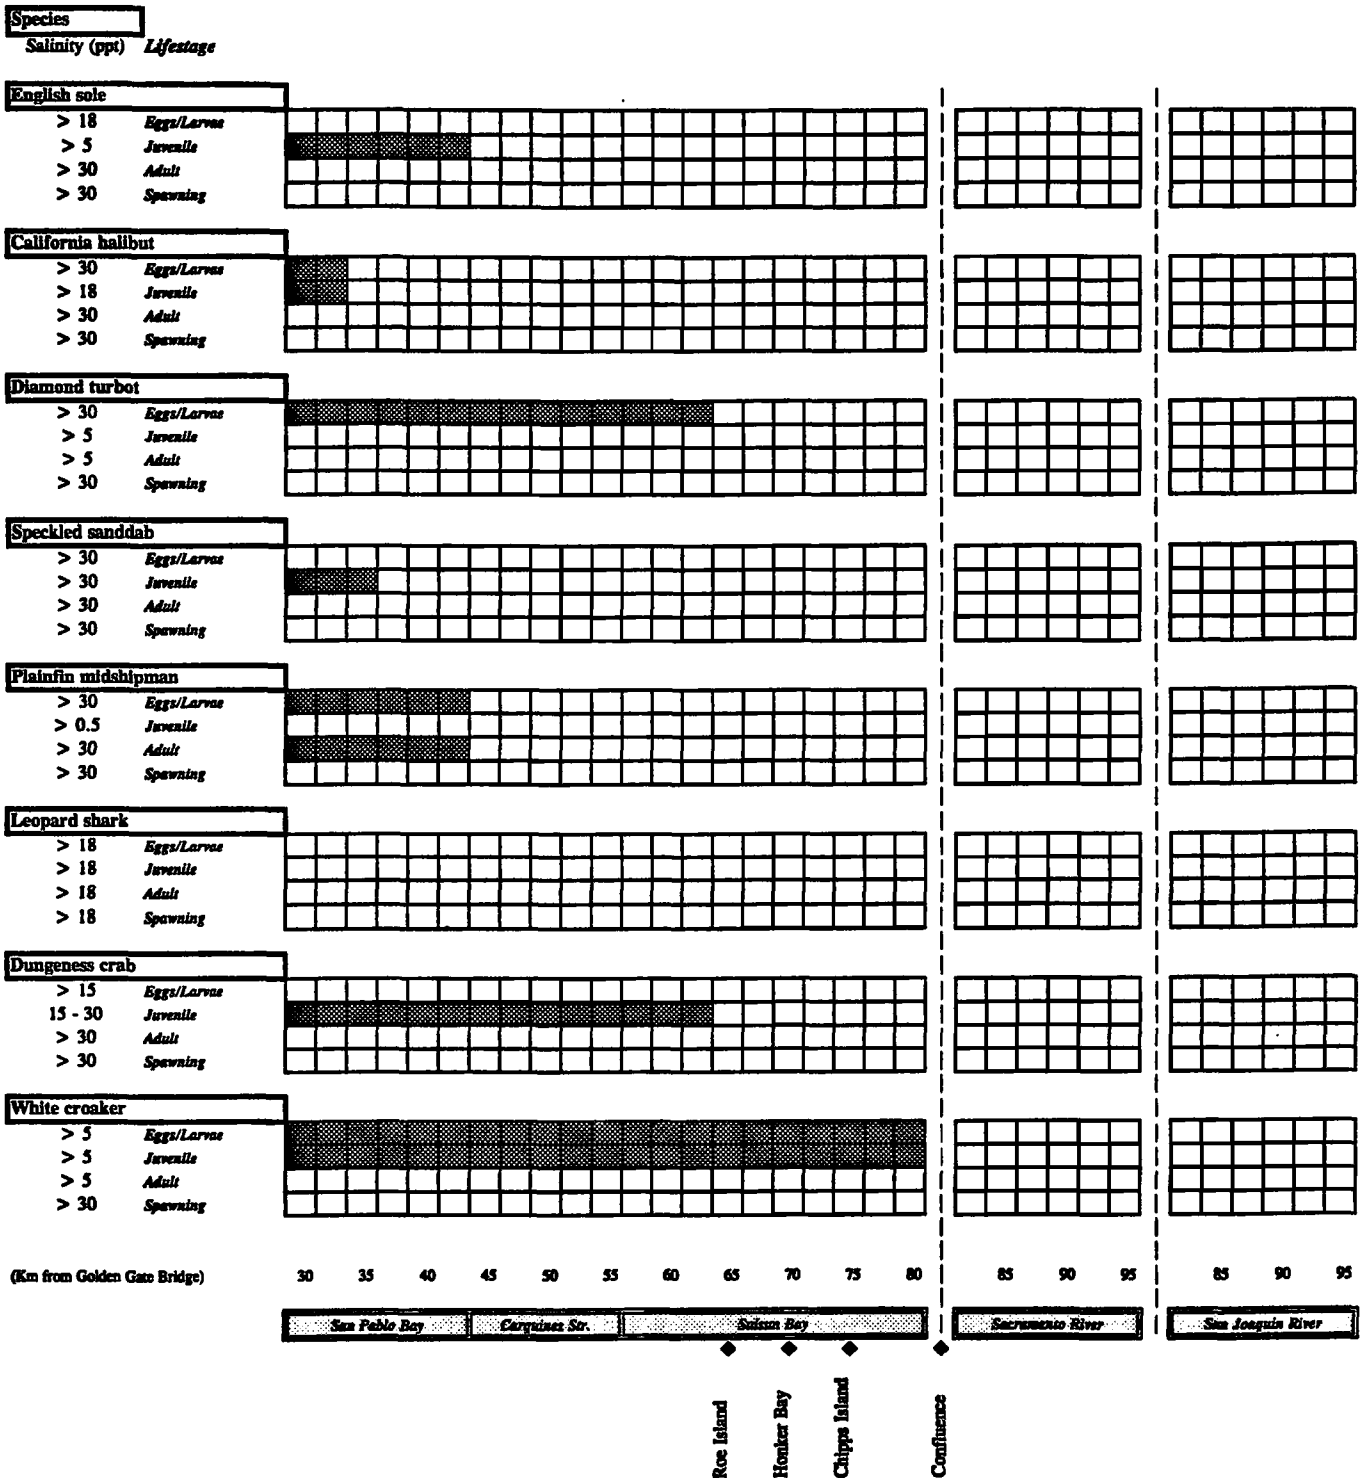 Species
Salinity (ppt) Lifestage
English sole
> 18 Eggs/Larvae
> 5 Juvenile
> 30 Adult
> 30 Spawning
California halibut
> 30 Eggs/Larvae
> 18 Juvenile
> 30 Adult
> 30 Spawning
Diamond turbot
> 30 Eggs/Larvae
> 5 Juvenile
> 5 Adult
> 30 Spawning
Speckled sanddab
> 30 Eggs/Larvae
> 30 Juvenile
> 30 Adult
> 30 Spawning
Plainfin midshipman
> 30 Eggs/Larvae
> 0.5 Juvenile
> 30 Adult
> 30 Spawning
Leopard shark
> 18 Eggs/Larvae
> 18 Juvenile
> 18 Adult
> 18 Spawning
Dungeness crab
> 15 Eggs/Larvae
15 - 30 Juvenile
> 30 Adult
> 30 Spawning
White croaker
> 5 Eggs/Larvae
> 5 Juvenile
> 5 Adult
> 30 Spawning
(Km from Golden Gate Bridge) 30 35 40 45 50 55 60 65 70 75 80 85 90 95 85 90 95
San Pablo Bay Carquinez Str. Suisun Bay Sacramento River San Joaquin River
Roe Island
Honker Bay
Chipps Island
Confluence